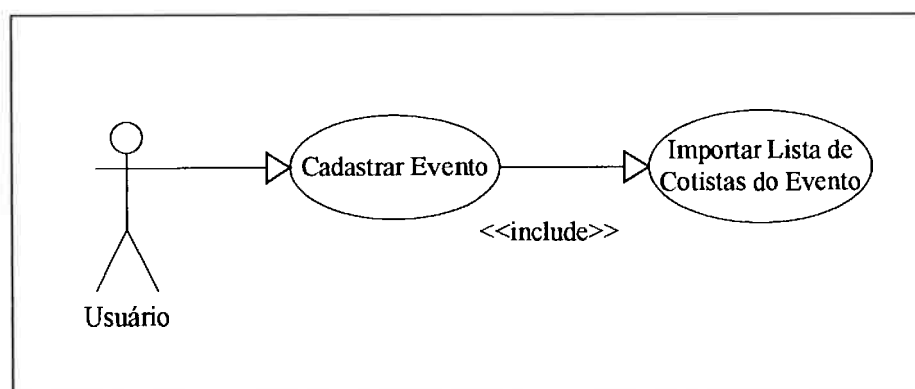 Cadastrar Evento
Importar Lista de
Cotistas do Evento
<<include>>
Usuário